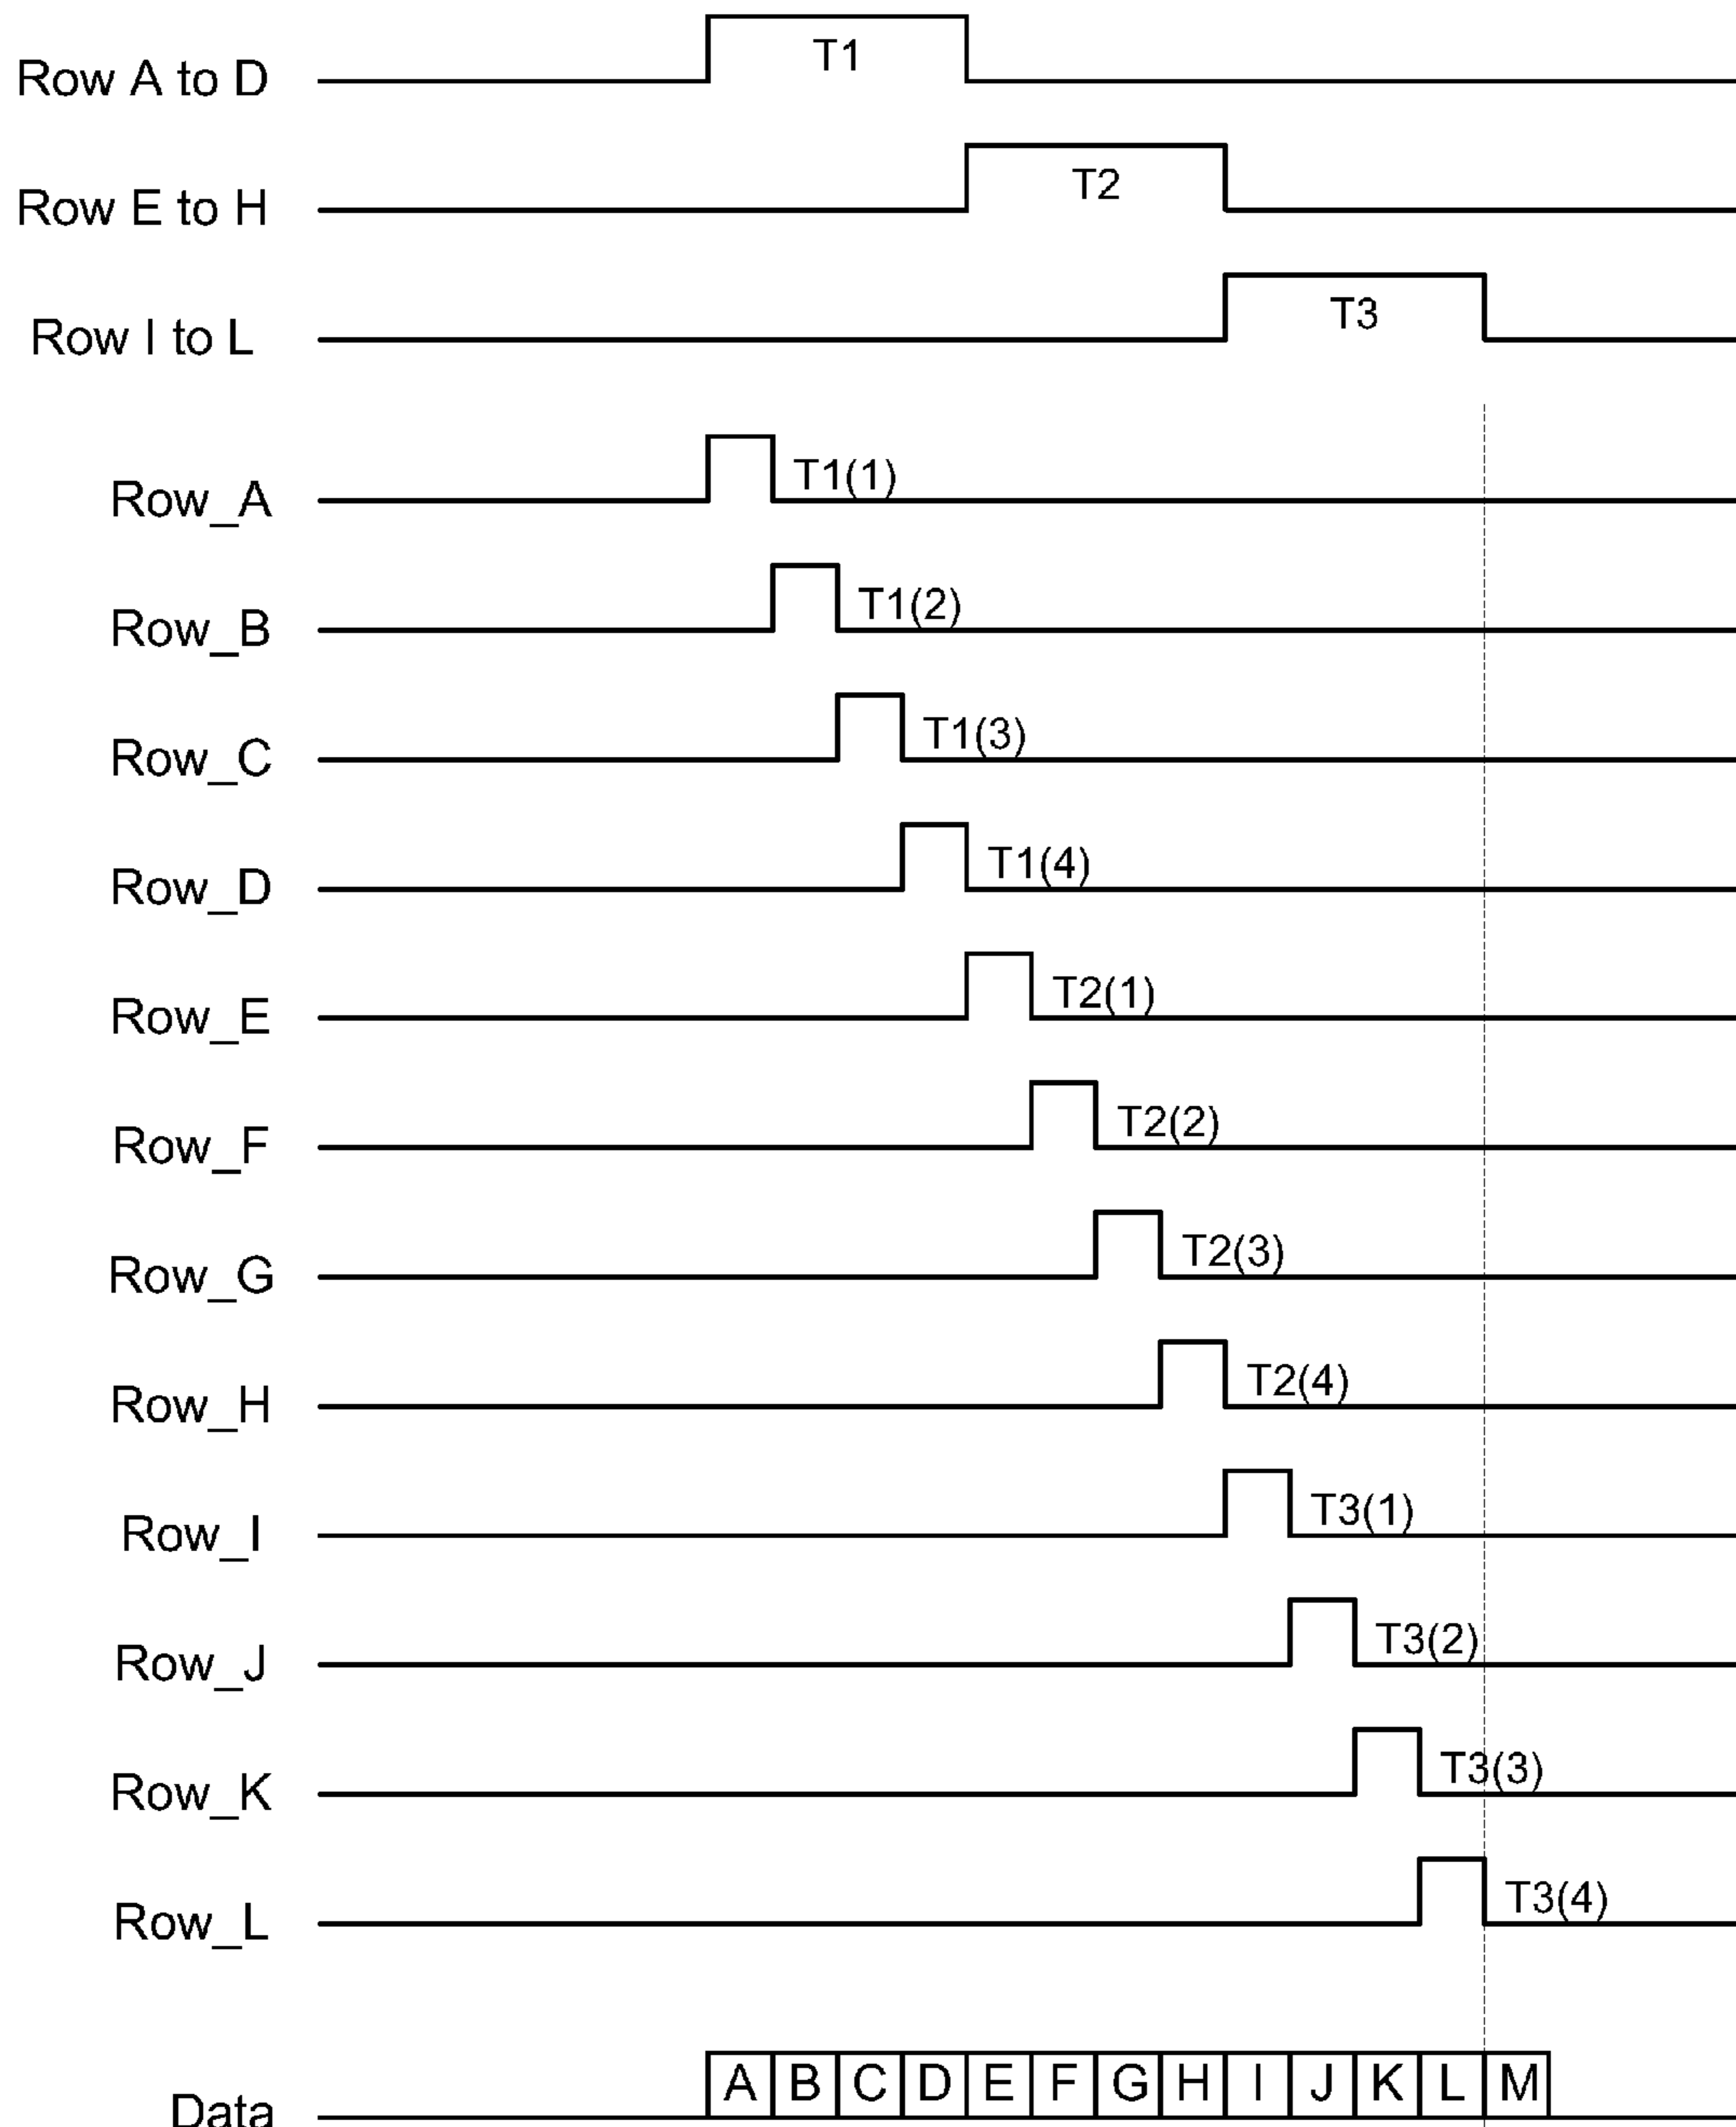 T1
Row A to D
T2
Row E to H
T3
Row I to L
Row_A T1(1)
Row_B T1(2)
Row_C T1(3)
Row_D T1(4)
Row_E T2(1)
Row_F T2(2)
Row_G T2(3)
Row_H T2(4)
Row_I T3(1)
Row_J T3(2)
Row_K T3(3)
Row_L T3(4)
A B C D E F G H I J K L M
Data